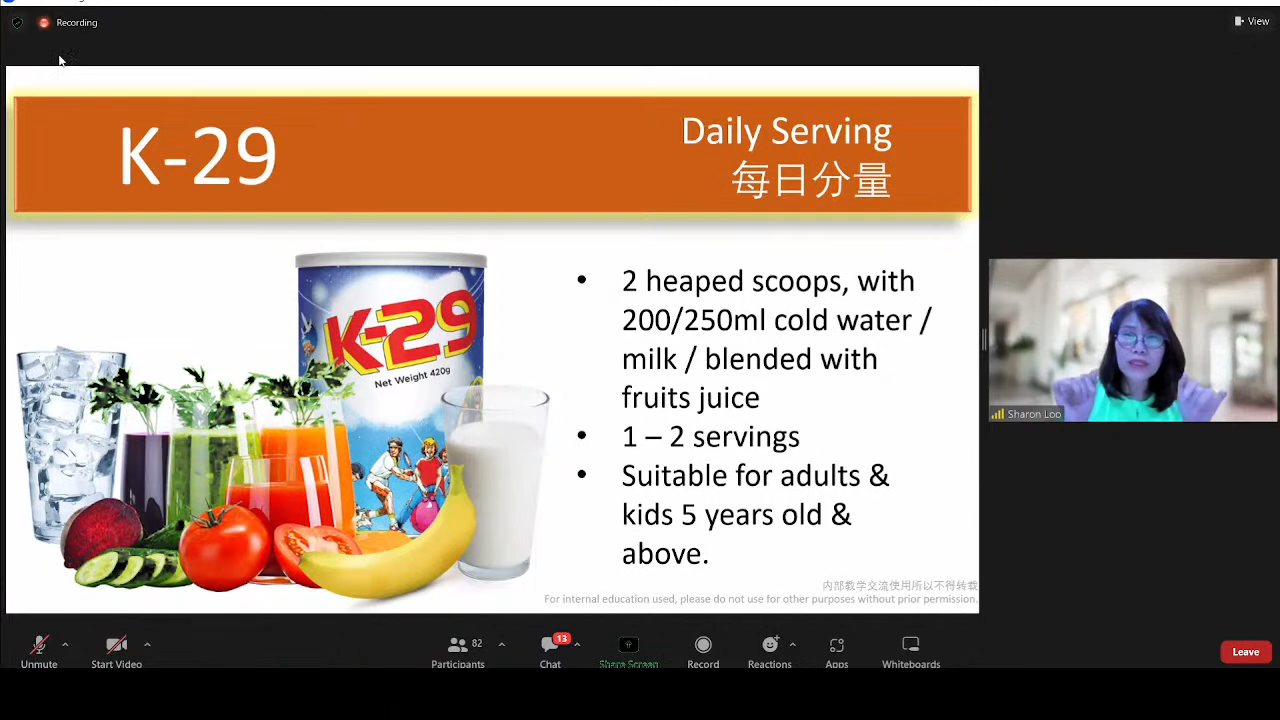 Recording
View
K-29
Daily Serving
每日分量
K-29
Net Weight 420g
• 2 heaped scoops, with
200/250ml cold water /
milk / blended with
fruits juice
• 1 – 2 servings
• Suitable for adults &
kids 5 years old &
above.
内部教学交流使用所以不得转载
For internal education used, please do not use for other purposes without prior permission.
Sharon Loo
Unmute
Start Video
82
Participants
13
Chat
Share Screen
Record
Reactions
Apps
Whiteboards
Leave